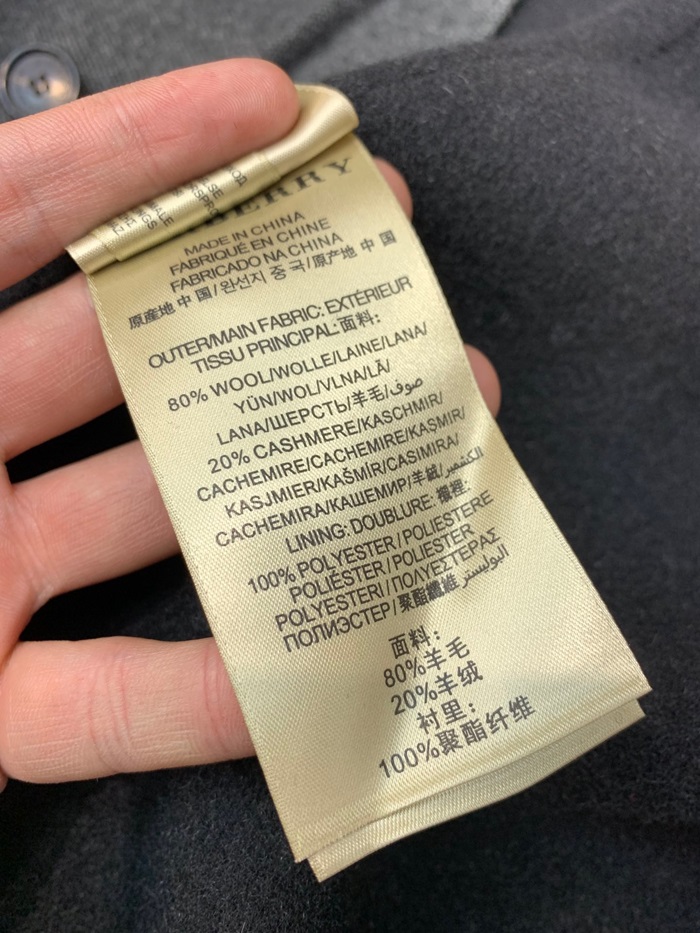 BERRY
MADE IN CHINA
FABRIQUÉ EN CHINE
FABRICADO NA CHINA
原産地 中 国/완선지 중 국/原产地 中 国
OUTER/MAIN FABRIC: EXTÉRIEUR
TISSU PRINCIPAL:面料:
80% WOOL/WOLLE/LAINE/LANA/
YÜN/WOL/VLNA/LÃ/
LANA/ШЕРСТЬ/羊毛/صوف
20% CASHMERE/KASCHMIR/
CACHEMIRE/CACHEMIRE/KAŞMIR/
KASJMIER/KAŠMÍR/CASIMIRA/
CACHEMIRA/КАШЕМИР/羊絨/الكشمير
LINING: DOUBLURE: 襯裡:
100% POLYESTER/POLIESTERE
POLIÉSTER/POLIESTER
POLYESTERI/ΠΟΛΥΕΣΤΕΡΑΣ
ПОЛИЭСТЕР/聚酯纖維 البوليستر
面料:
80%羊毛
20%羊绒
衬里:
100%聚酯纤维